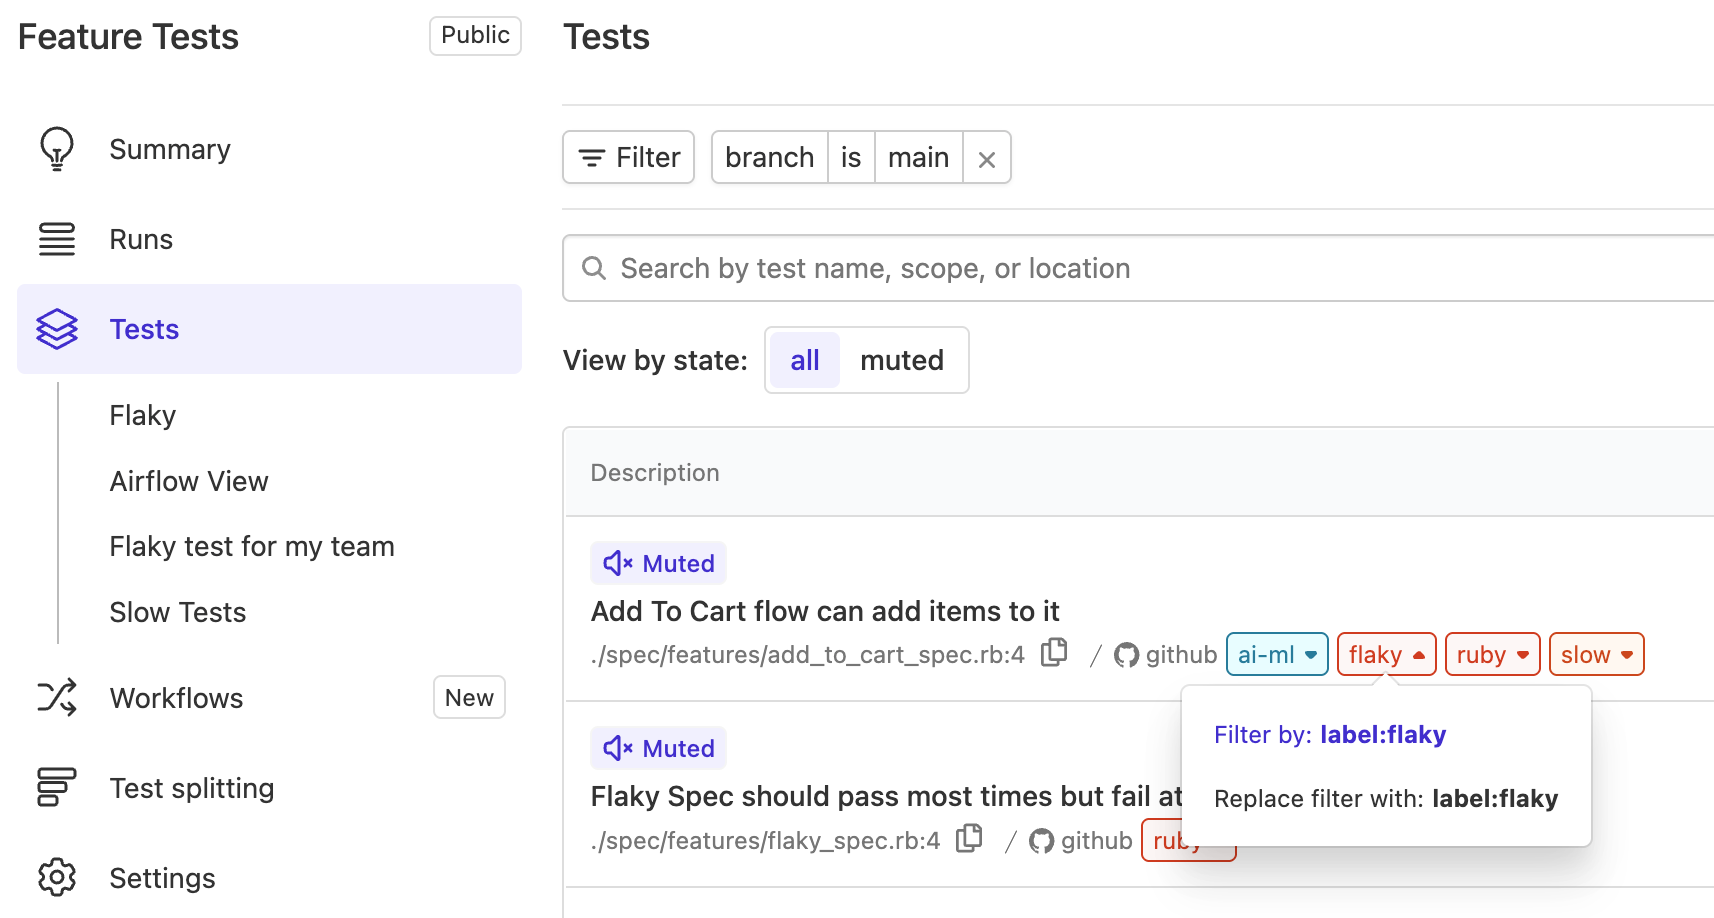 Feature Tests
Public
Summary
Runs
Tests
Flaky
Airflow View
Flaky test for my team
Slow Tests
Workflows
New
Test splitting
Settings
Tests
Filter
branch is main
Search by test name, scope, or location
View by state: all muted
Description
Muted
Add To Cart flow can add items to it
./spec/features/add_to_cart_spec.rb:4 / github ai-ml flaky ruby slow
Filter by: label:flaky
Replace filter with: label:flaky
Muted
Flaky Spec should pass most times but fail at
./spec/features/flaky_spec.rb:4 / github ruby